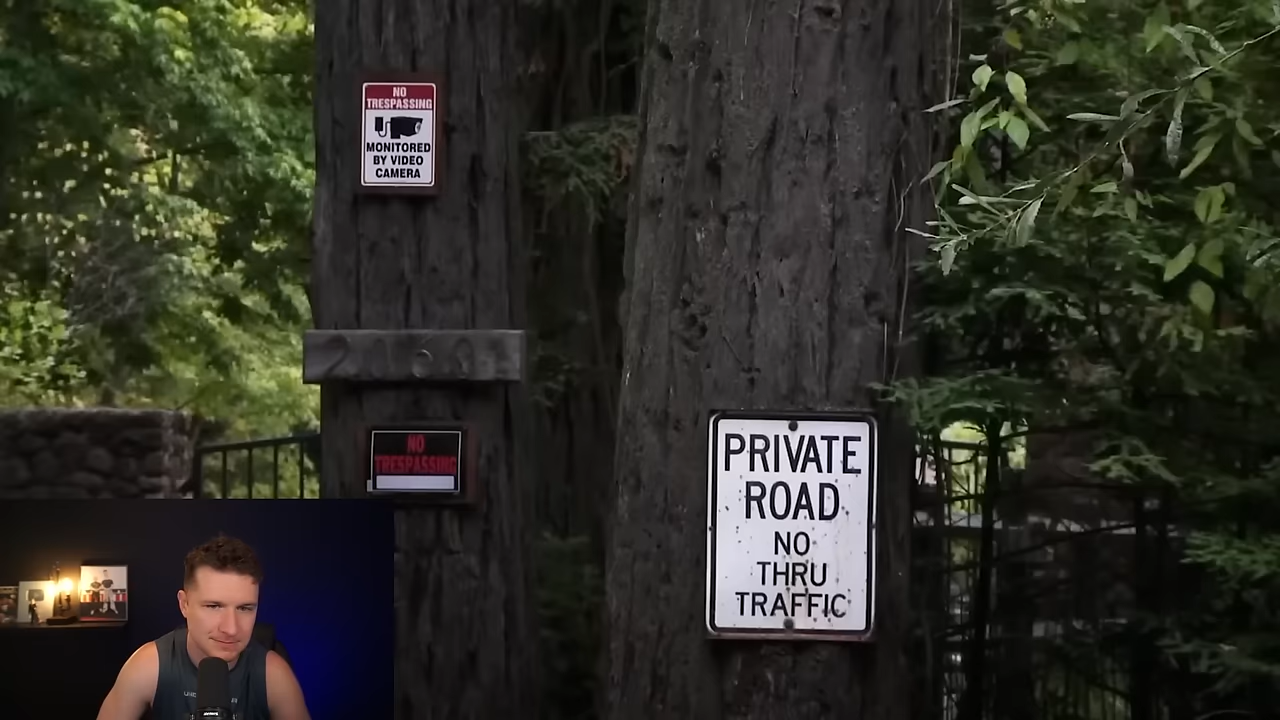 NO
TRESPASSING
MONITORED
BY VIDEO
CAMERA
NO
TRESPASSING
PRIVATE
ROAD
NO
THRU
TRAFFIC